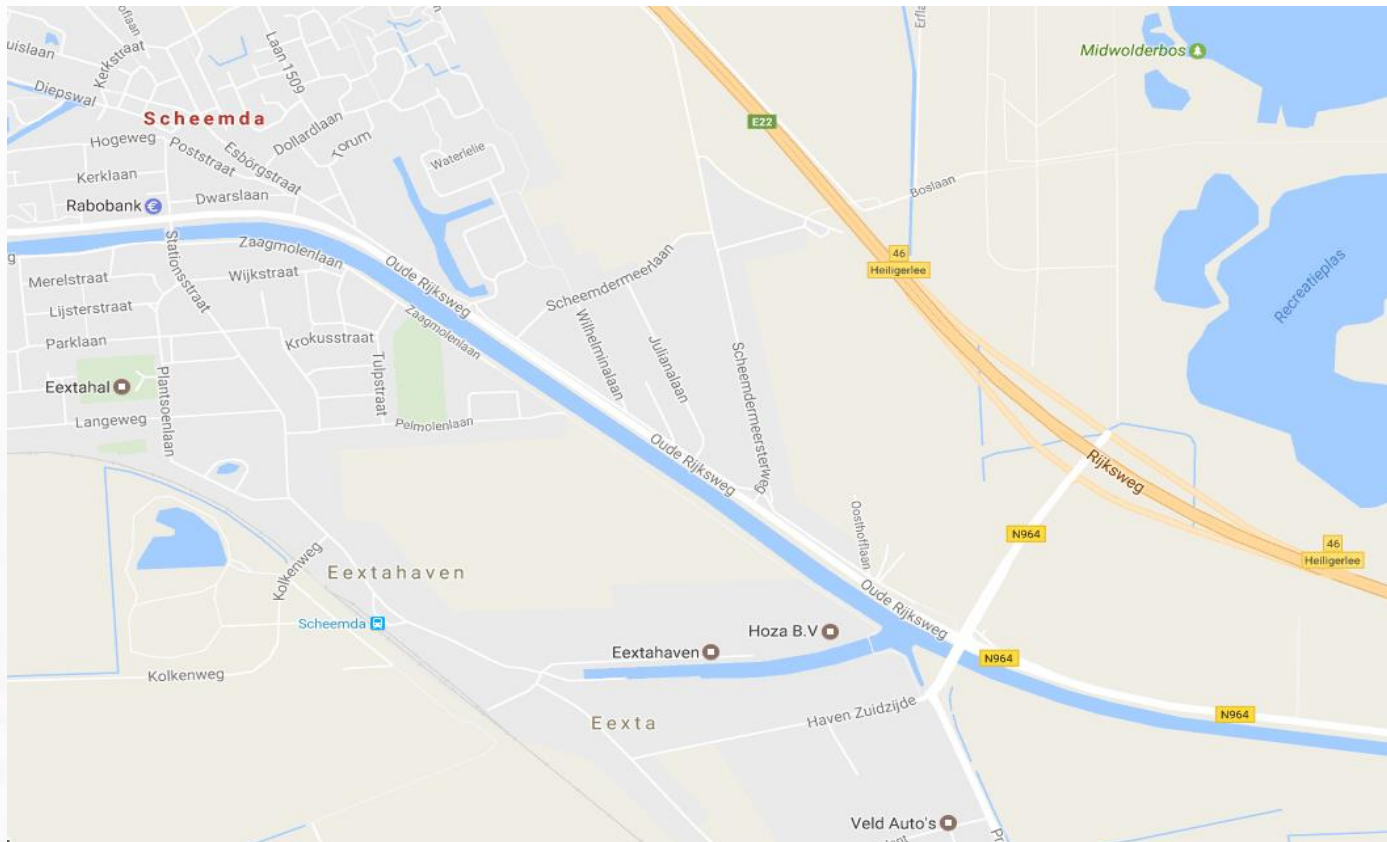 uislaan
Kerkstraat
Diepswal
Laan 1509
Erfla
Midwolderbos
Scheemda
E22
Hogeweg
Poststraat
Esbörgstraat
Dollardlaan
Torum
Waterlelie
Kerklaan
Rabobank
Dwarslaan
Boslaan
g
Stationsstraat
Zaagmolenlaan
Oude Rijksweg
46
Heiligerlee
Merelstraat
Wijkstraat
Scheemdermeerlaan
Recreatieplas
Lijsterstraat
Zaagmolenlaan
Wilhelminalaan
Julianalaan
Parklaan
Krokusstraat
Tulpstraat
Scheemdermeersterweg
Eextahal
Plantsoenlaan
Langeweg
Pelmolenlaan
Oude Rijksweg
Rijksweg
Oosthoflaan
N964
46
Heiligerlee
Kolkenweg
Eextahaven
Oude Rijksweg
Scheemda
Hoza B.V
Eextahaven
N964
Kolkenweg
Eexta
Haven Zuidzijde
N964
Veld Auto's
Pr